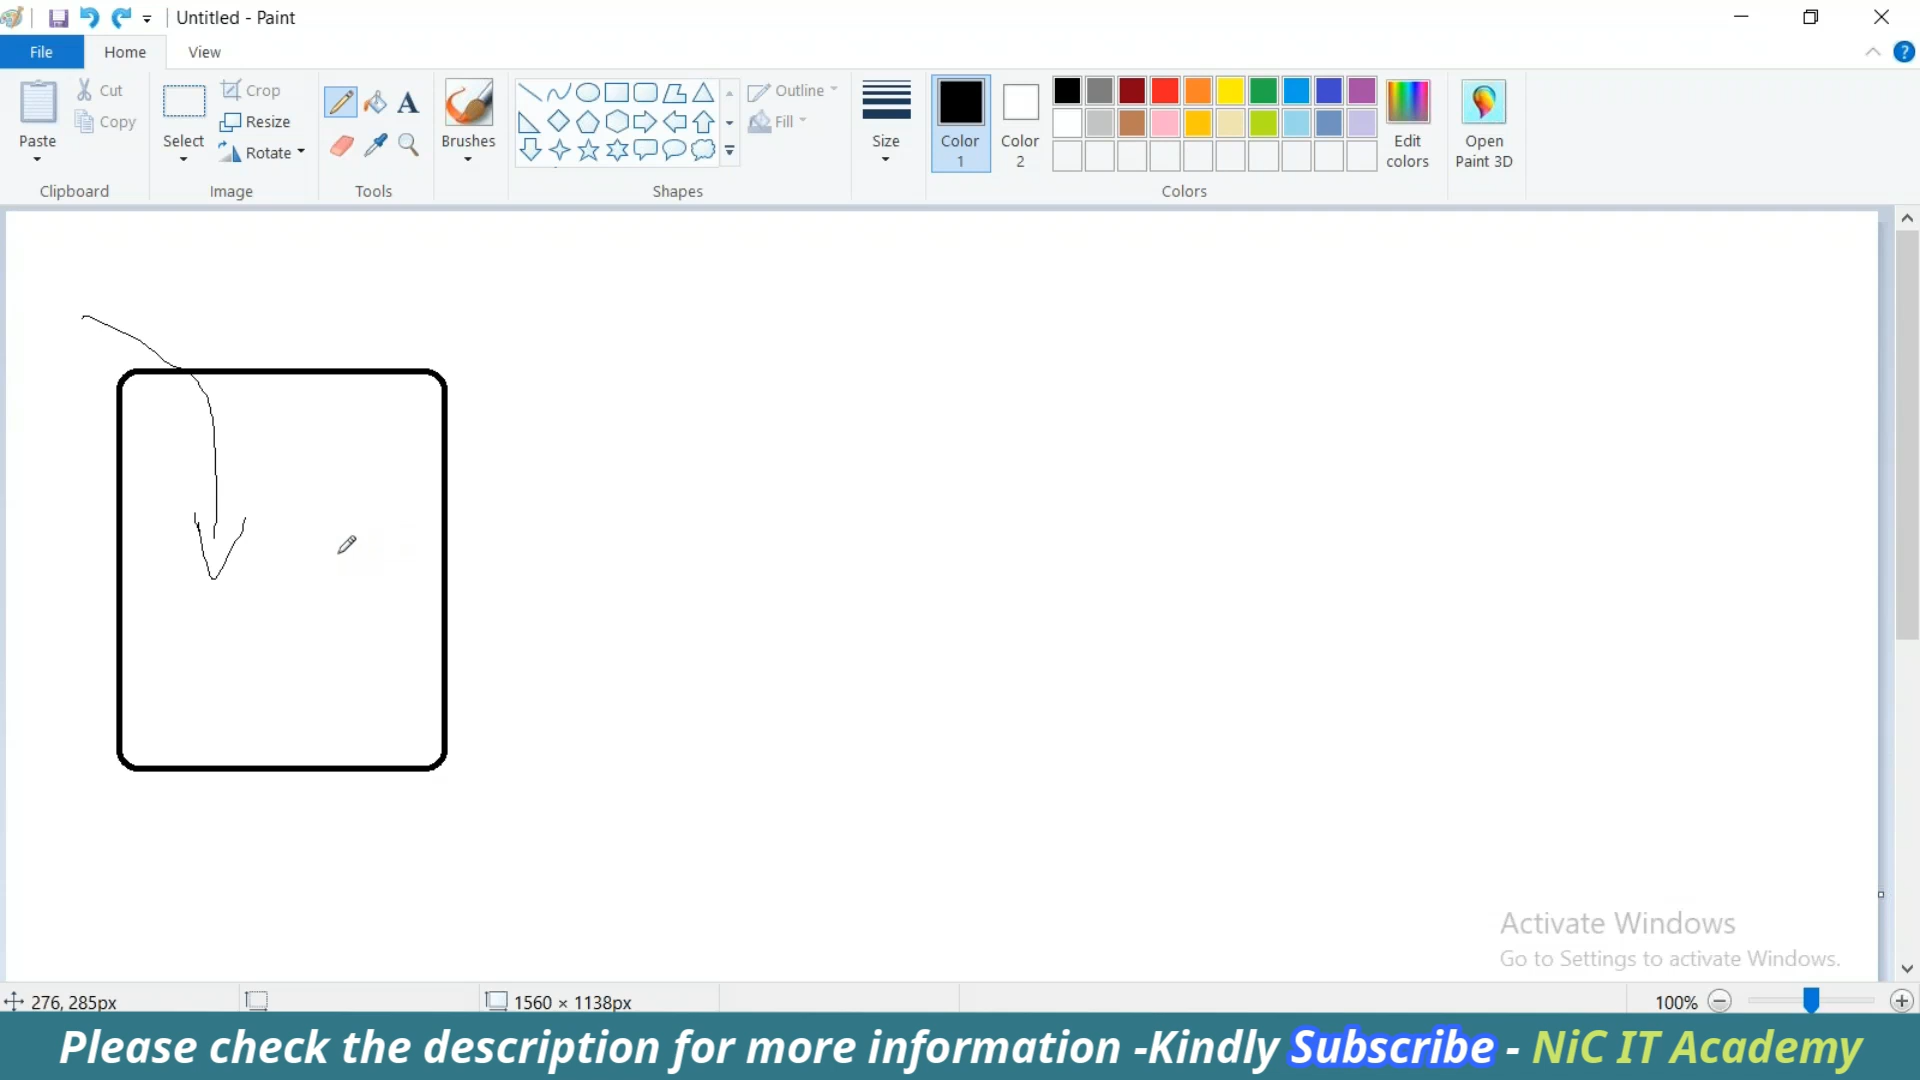 Untitled - Paint
File Home View
Paste Cut Copy Clipboard
Select Crop Resize Rotate Image
Tools
Brushes
Shapes Outline Fill
Size
Color 1
Color 2
Colors
Edit colors
Open Paint 3D
Activate Windows
Go to Settings to activate Windows.
276, 285px 1560 × 1138px 100%
Please check the description for more information -Kindly Subscribe - NiC IT Academy